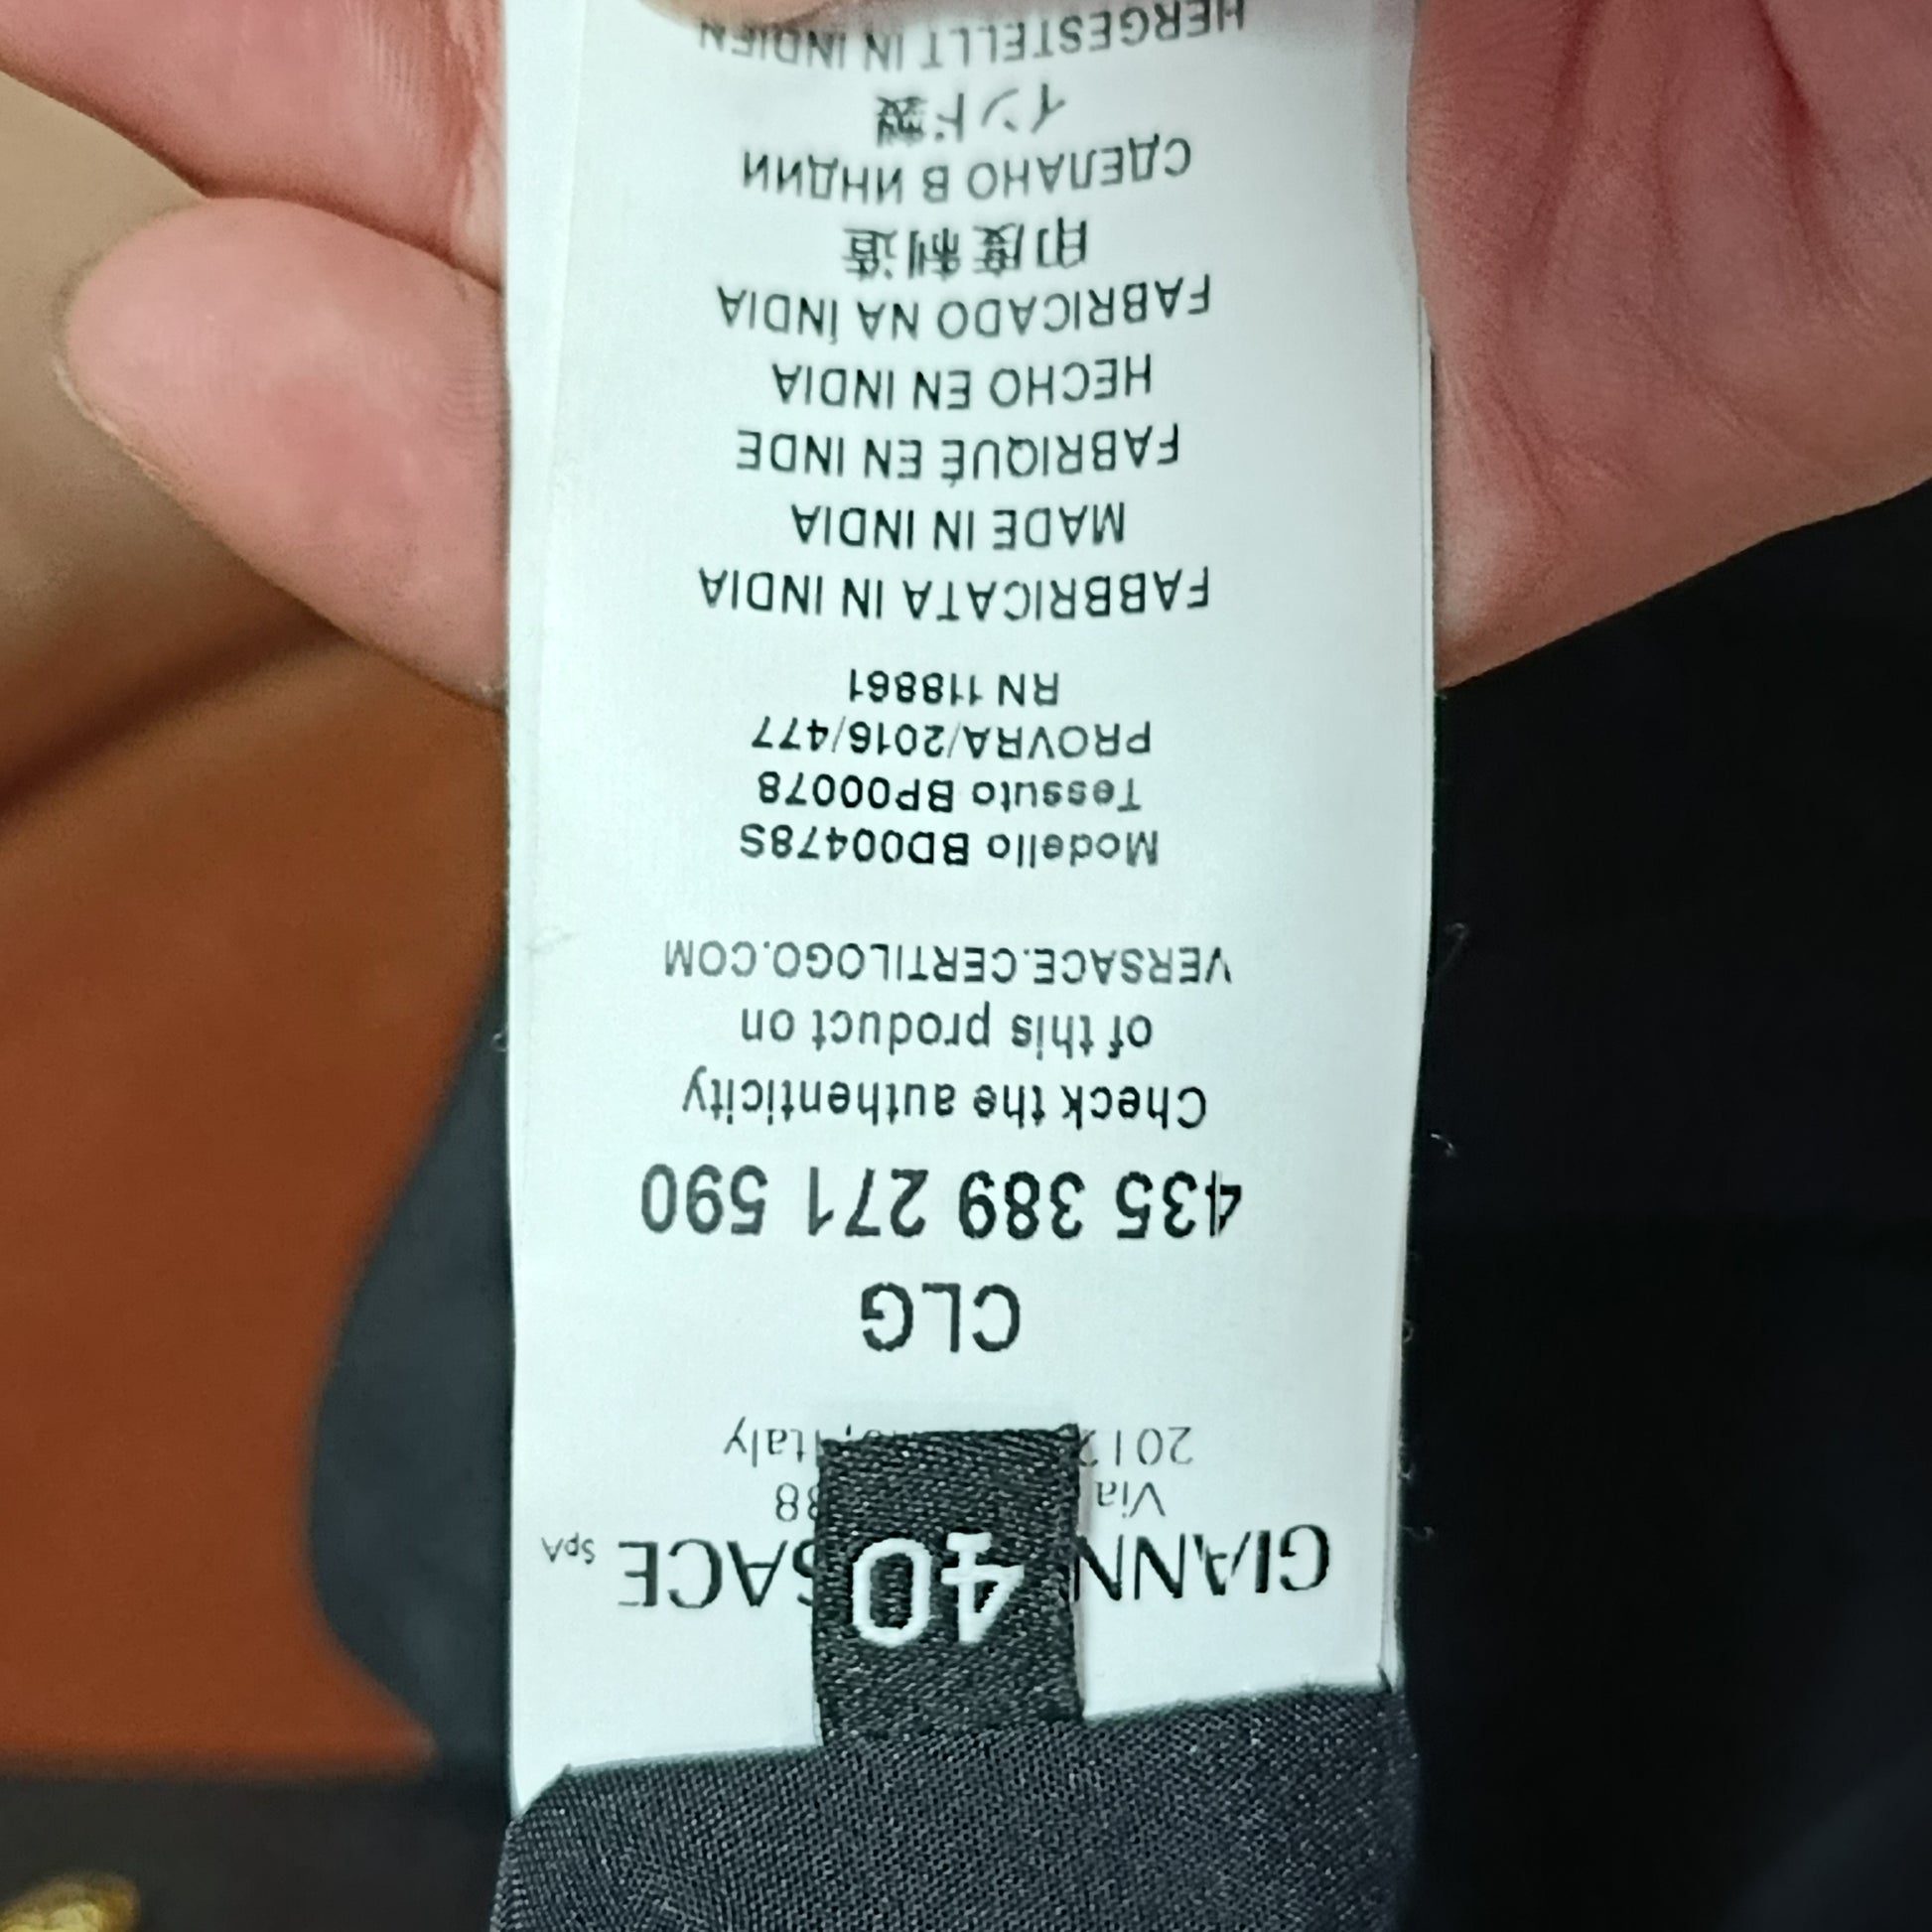 GIANN SACE SpA
40
Via 38
2012 , Italy
CLG
435 389 271 590
Check the authenticity
of this product on
VERSACE.CERTILOGO.COM
Modello BD00478S
Tessuto BP00078
PROVRA/2016/477
RN 118861
FABBRICATA IN INDIA
MADE IN INDIA
FABRIQUÉ EN INDE
HECHO EN INDIA
FABRICADO NA ÍNDIA
印度制造
СДЕЛАНО В ИНДИИ
インド製
HERGESTELLT IN INDIEN